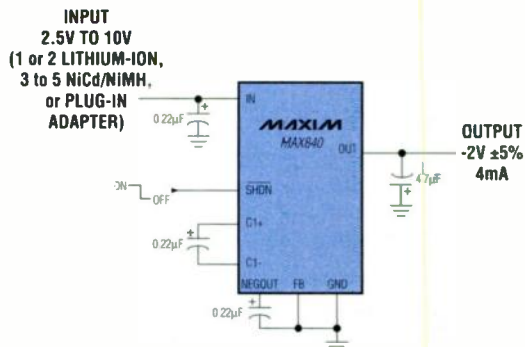 INPUT
2.5V TO 10V
(1 or 2 LITHIUM-ION,
3 to 5 NiCd/NiMH,
or PLUG-IN
ADAPTER)
IN
0.22µF
MAXIM
MAX840
OUT
OUTPUT
-2V ±5%
4mA
4.7µF
ON
OFF
SHDN
C1+
0.22µF
C1-
NEGOUT FB GND
0.22µF